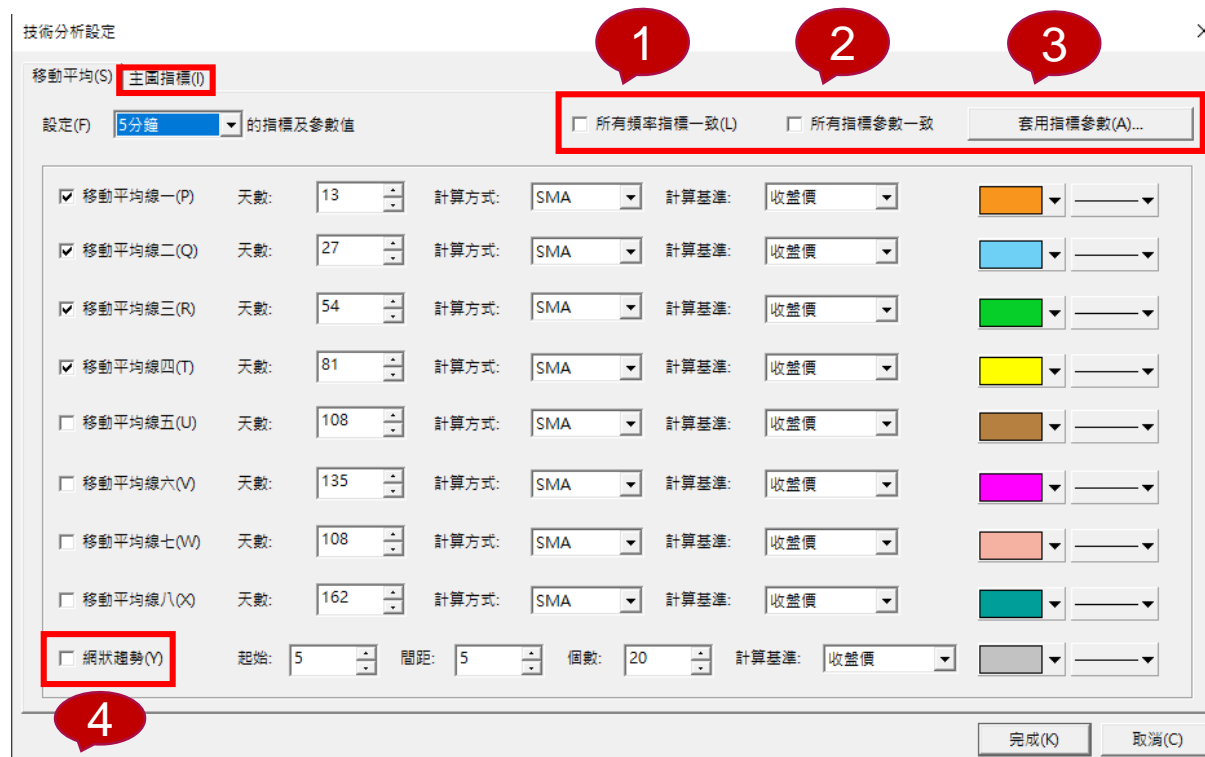 1 2 3
技術分析設定
移動平均(S) 主圖指標(I)
設定(F) 5分鐘 的指標及參數值 所有頻率指標一致(L) 所有指標參數一致 套用指標參數(A)...
移動平均線一(P) 天數: 13 計算方式: SMA 計算基準: 收盤價
移動平均線二(Q) 天數: 27 計算方式: SMA 計算基準: 收盤價
移動平均線三(R) 天數: 54 計算方式: SMA 計算基準: 收盤價
移動平均線四(T) 天數: 81 計算方式: SMA 計算基準: 收盤價
移動平均線五(U) 天數: 108 計算方式: SMA 計算基準: 收盤價
移動平均線六(V) 天數: 135 計算方式: SMA 計算基準: 收盤價
移動平均線七(W) 天數: 108 計算方式: SMA 計算基準: 收盤價
移動平均線八(X) 天數: 162 計算方式: SMA 計算基準: 收盤價
網狀趨勢(Y) 起始: 5 間距: 5 個數: 20 計算基準: 收盤價
4
完成(K) 取消(C)